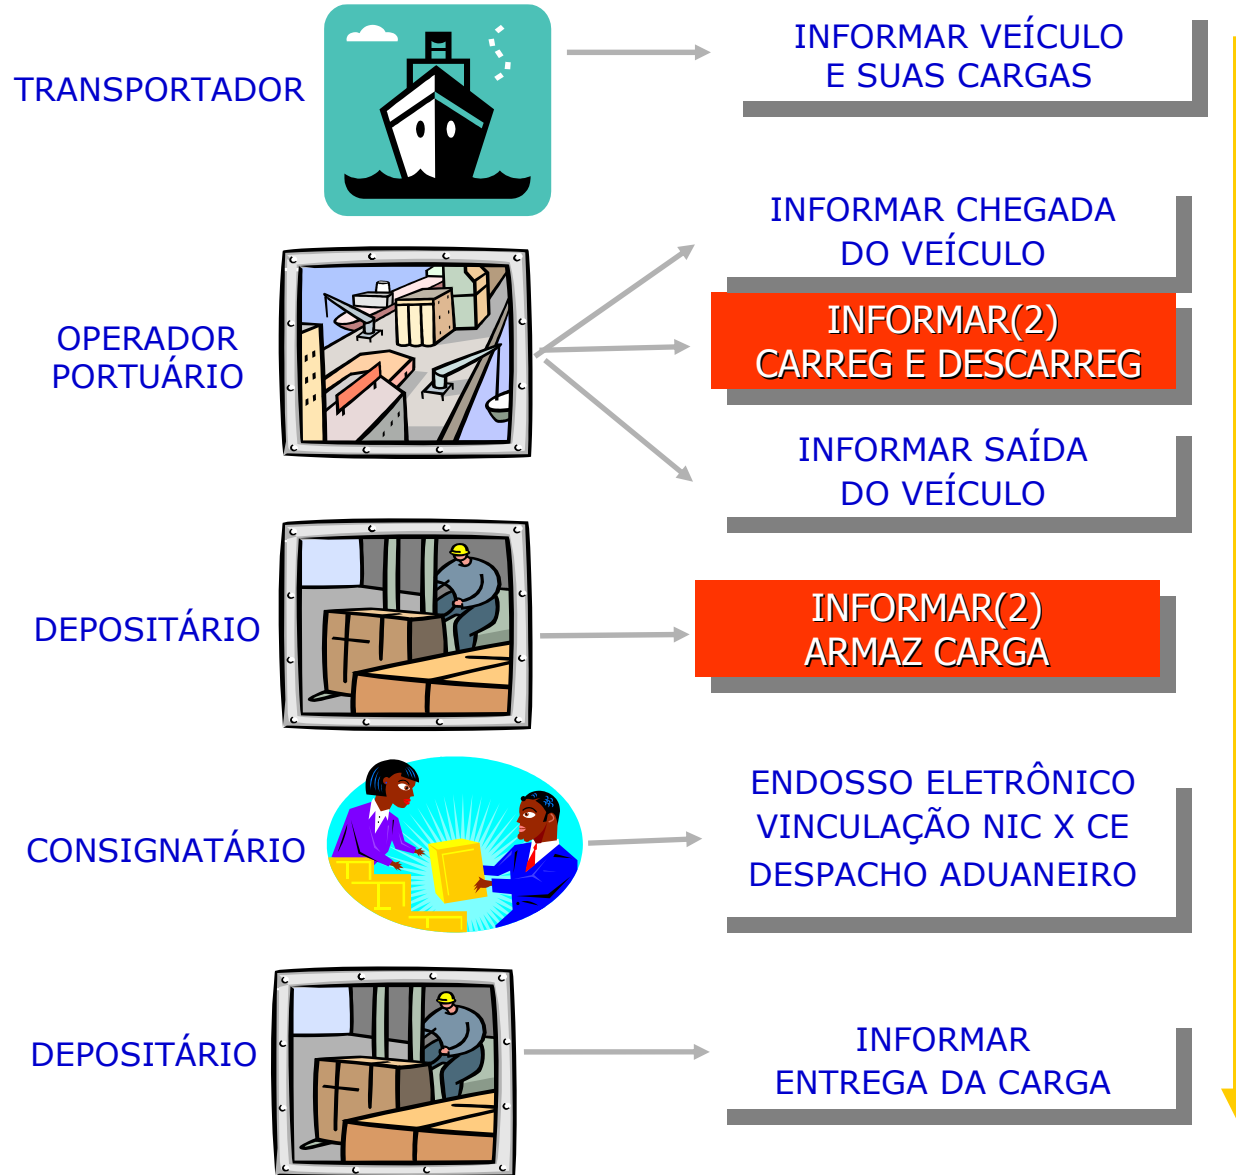 TRANSPORTADOR
INFORMAR VEÍCULO
E SUAS CARGAS
OPERADOR
PORTUÁRIO
INFORMAR CHEGADA
DO VEÍCULO
INFORMAR(2)
CARREG E DESCARREG
INFORMAR SAÍDA
DO VEÍCULO
DEPOSITÁRIO
INFORMAR(2)
ARMAZ CARGA
CONSIGNATÁRIO
ENDOSSO ELETRÔNICO
VINCULAÇÃO NIC X CE
DESPACHO ADUANEIRO
DEPOSITÁRIO
INFORMAR
ENTREGA DA CARGA